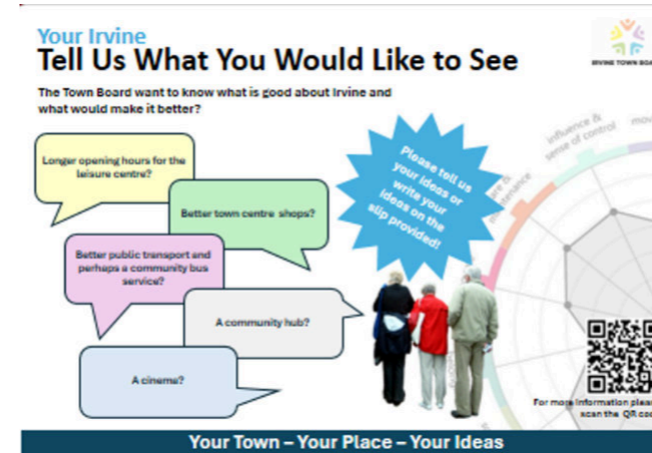 Your Irvine
Tell Us What You Would Like to See
IRVINE TOWN BOA
The Town Board want to know what is good about Irvine and
what would make it better?
Longer opening hours for the
leisure centre?
Better town centre shops?
Better public transport and
perhaps a community bus
service?
A community hub?
A cinema?
Please tell us
your ideas or
write your
ideas on the
slip provided!
influence &
sense of control
mov
For more information pleas
scan the QR cod
Your Town – Your Place – Your Ideas